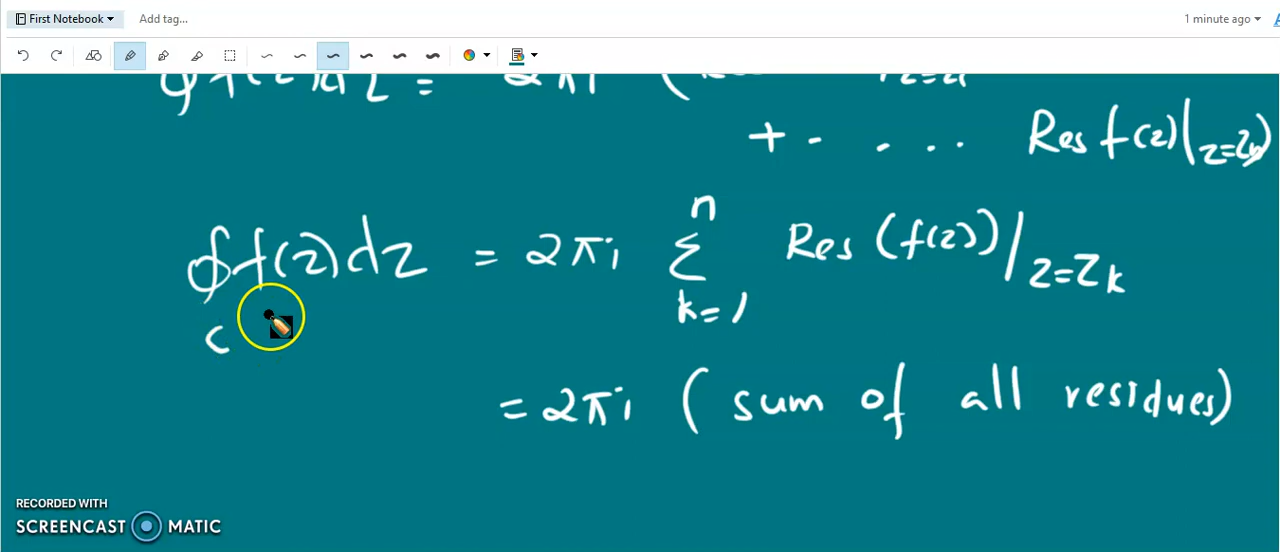 First Notebook
Add tag...
1 minute ago
= 2πi (
+ - . . . Res f(z)|z=zn)
∮f(z)dz = 2πi Σ Res (f(z))|z=zk
n
k=1
c
= 2πi (sum of all residues)
RECORDED WITH
SCREENCAST MATIC